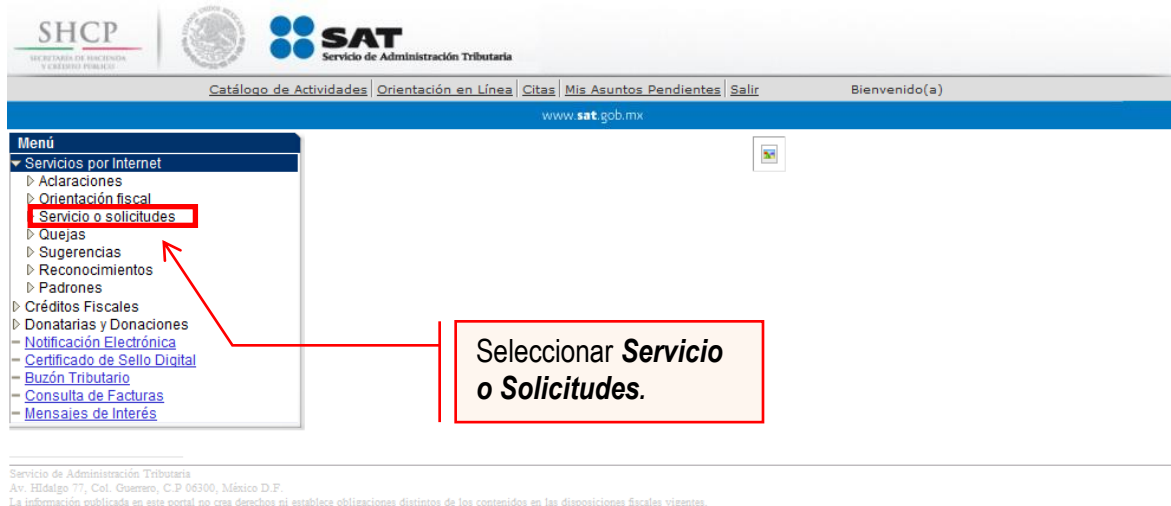 SHCP
SECRETARÍA DE HACIENDA
Y CRÉDITO PÚBLICO
SAT
Servicio de Administración Tributaria
Catálogo de Actividades Orientación en Línea Citas Mis Asuntos Pendientes Salir Bienvenido(a)
www.sat.gob.mx
Menú
Servicios por Internet
Aclaraciones
Orientación fiscal
Servicio o solicitudes
Quejas
Sugerencias
Reconocimientos
Padrones
Créditos Fiscales
Donatarias y Donaciones
Notificación Electrónica
Certificado de Sello Digital
Buzón Tributario
Consulta de Facturas
Mensajes de Interés
Seleccionar Servicio
o Solicitudes.
Servicio de Administración Tributaria
Av. HIdalgo 77, Col. Guerrero, C.P 06300, México D.F.
La información publicada en este portal no crea derechos ni establece obligaciones distintos de los contenidos en las disposiciones fiscales vigentes.